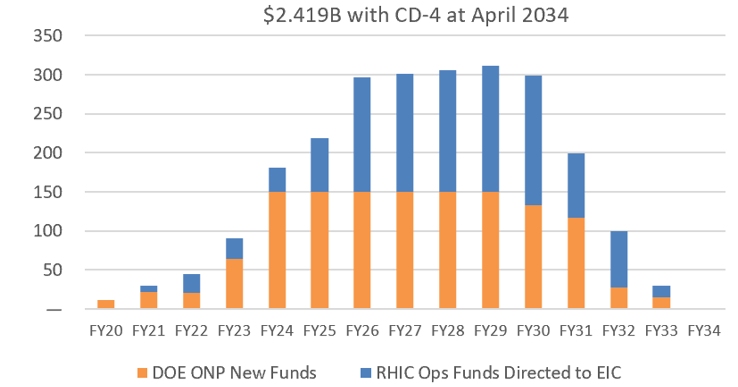 $2.419B with CD-4 at April 2034
350
300
250
200
150
100
50
—
FY20 FY21 FY22 FY23 FY24 FY25 FY26 FY27 FY28 FY29 FY30 FY31 FY32 FY33 FY34
DOE ONP New Funds RHIC Ops Funds Directed to EIC